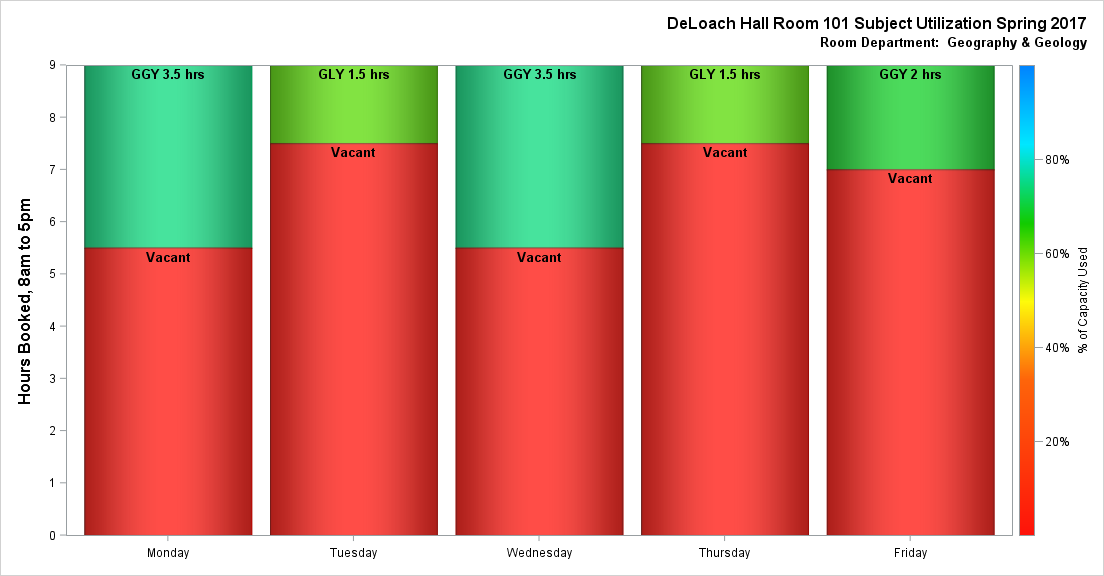 DeLoach Hall Room 101 Subject Utilization Spring 2017
Room Department: Geography & Geology
Hours Booked, 8am to 5pm
9
8
7
6
5
4
3
2
1
0
GGY 3.5 hrs
Vacant
GLY 1.5 hrs
Vacant
GGY 3.5 hrs
Vacant
GLY 1.5 hrs
Vacant
GGY 2 hrs
Vacant
Monday
Tuesday
Wednesday
Thursday
Friday
80%
60%
40%
20%
% of Capacity Used